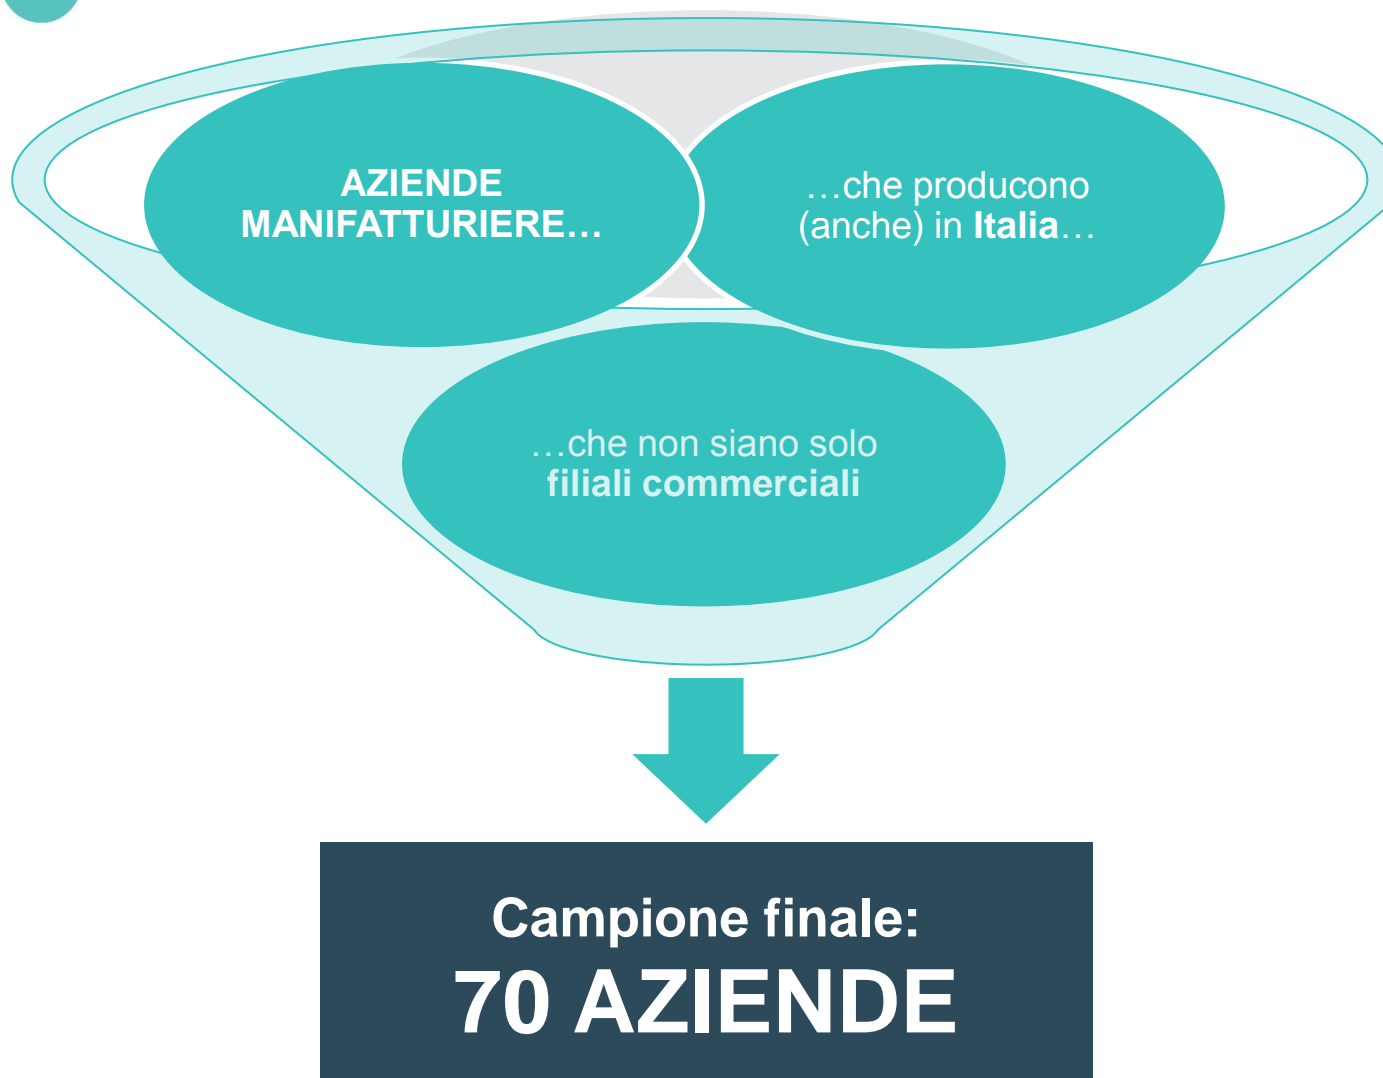 AZIENDE
MANIFATTURIERE…
…che producono
(anche) in Italia…
…che non siano solo
filiali commerciali
Campione finale:
70 AZIENDE